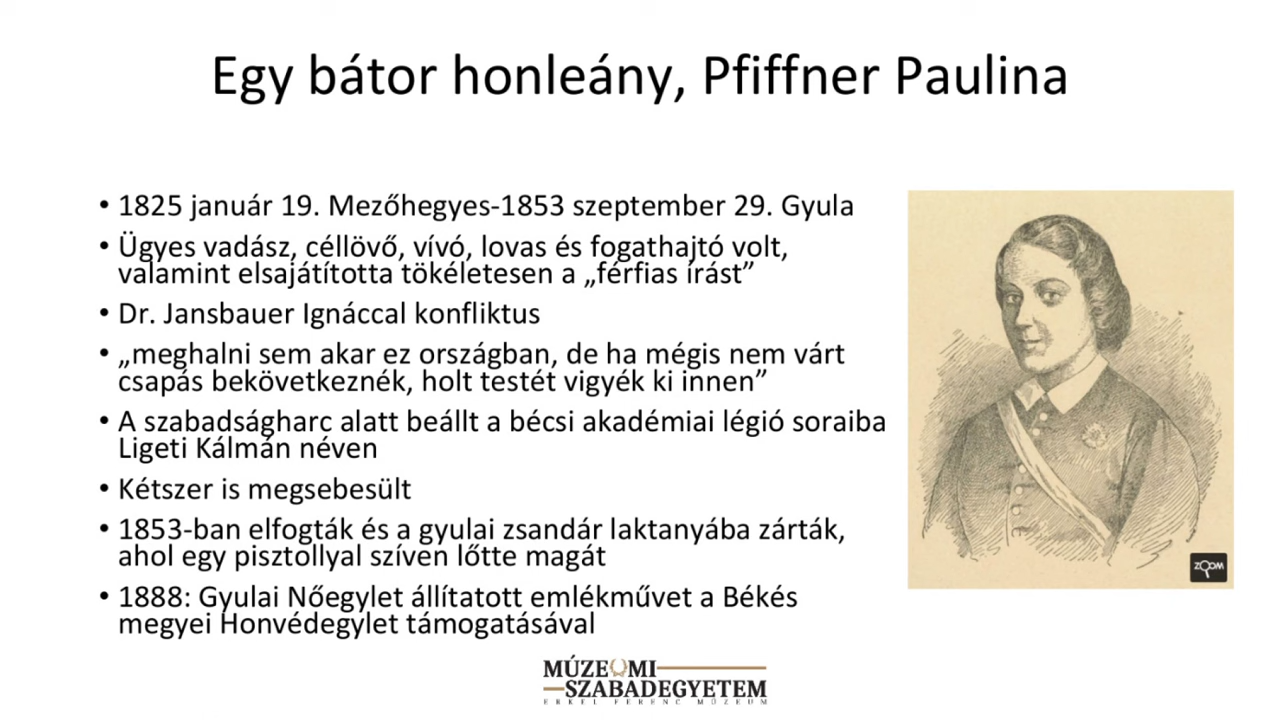 Egy bátor honleány, Pfiffner Paulina
• 1825 január 19. Mezőhegyes-1853 szeptember 29. Gyula
• Ügyes vadász, céllövő, vívó, lovas és fogathajtó volt,
valamint elsajátította tökéletesen a „férfias írást”
• Dr. Jansbauer Ignáccal konfliktus
• „meghalni sem akar ez országban, de ha mégis nem várt
csapás bekövetkeznék, holt testét vigyék ki innen”
• A szabadságharc alatt beállt a bécsi akadémiai légió soraiba
Ligeti Kálmán néven
• Kétszer is megsebesült
• 1853-ban elfogták és a gyulai zsandár laktanyába zárták,
ahol egy pisztollyal szíven lőtte magát
• 1888: Gyulai Nőegylet állítatott emlékművet a Békés
megyei Honvédegylet támogatásával
ZOOM
MÚZEUMI
SZABADEGYETEM
ERKEL FERENC MÚZEUM